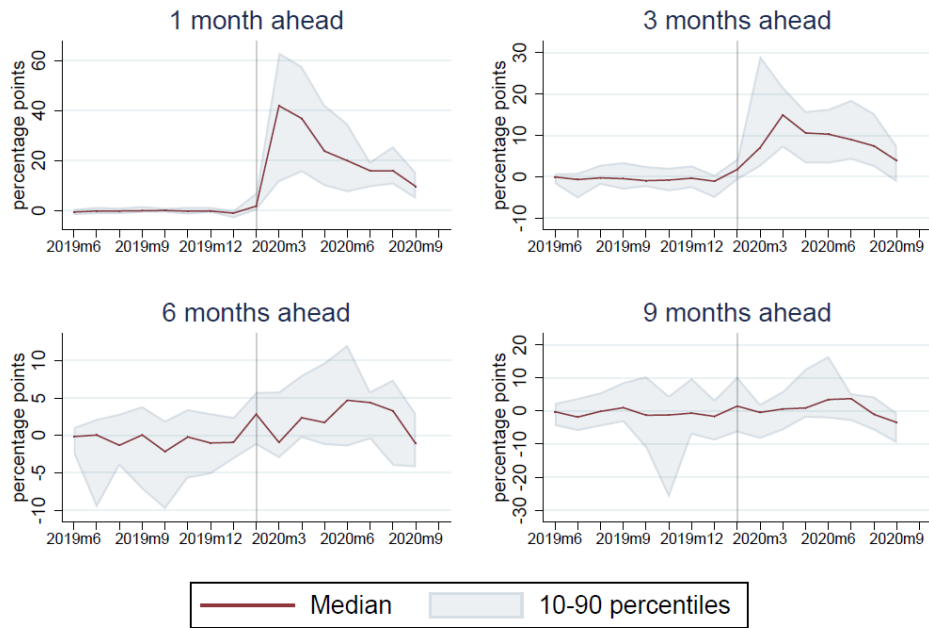 1 month ahead
percentage points
60
40
20
0
2019m6 2019m9 2019m12 2020m3 2020m6 2020m9
3 months ahead
percentage points
30
20
10
0
-10
2019m6 2019m9 2019m12 2020m3 2020m6 2020m9
6 months ahead
percentage points
10
5
0
-5
-10
2019m6 2019m9 2019m12 2020m3 2020m6 2020m9
9 months ahead
percentage points
20
10
0
-10
-20
-30
2019m6 2019m9 2019m12 2020m3 2020m6 2020m9
Median 10-90 percentiles